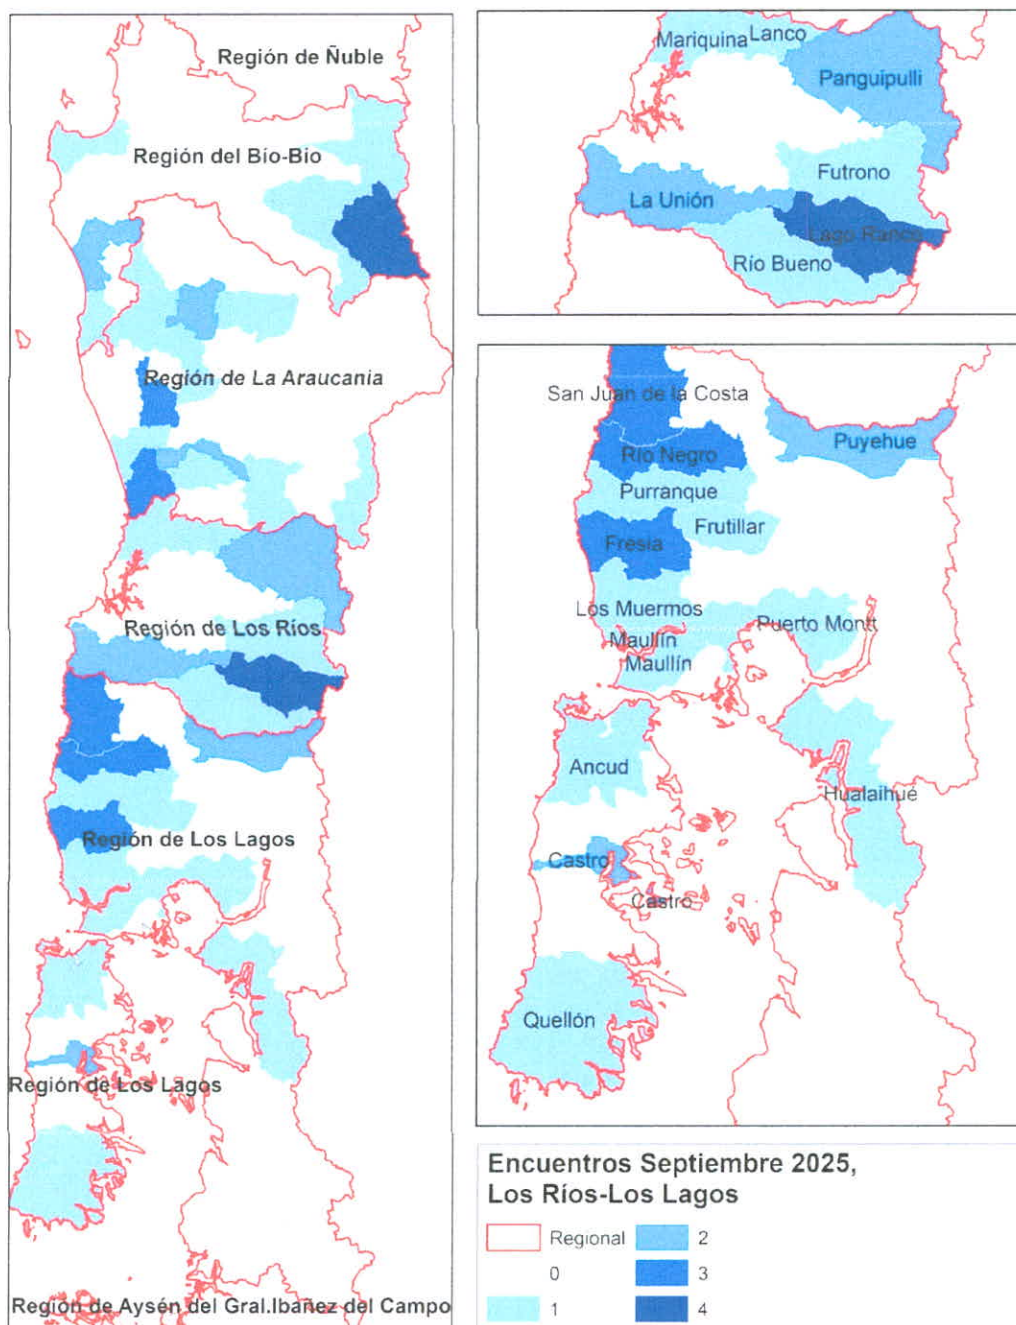 Región de Ñuble
Región del Bío-Bío
Región de La Araucanía
Región de Los Ríos
Región de Los Lagos
Región de Los Lagos
Región de Aysén del Gral.Ibañez del Campo
Mariquina
Lanco
Panguipulli
Futrono
La Unión
Lago Ranco
Río Bueno
San Juan de la Costa
Puyehue
Río Negro
Purranque
Frutillar
Fresia
Los Muermos
Puerto Montt
Maullín
Maullín
Ancud
Hualaihué
Castro
Castro
Quellón
Encuentros Septiembre 2025,
Los Ríos-Los Lagos
Regional
2
0
3
1
4